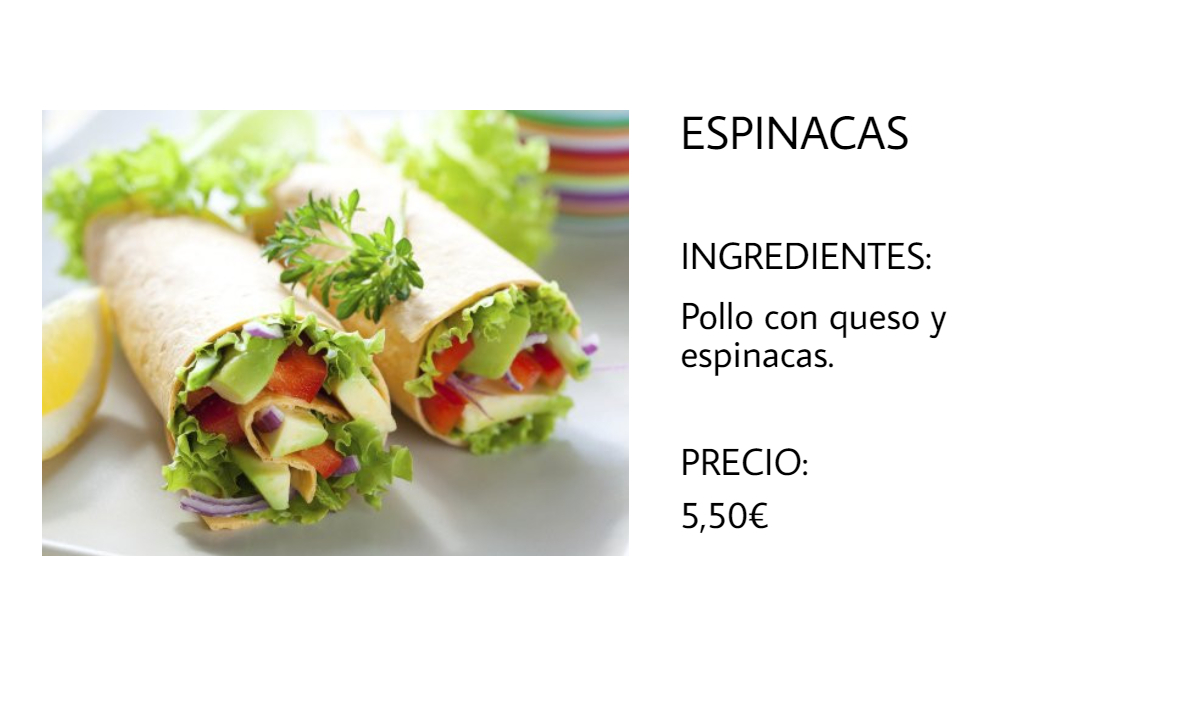 ESPINACAS
INGREDIENTES:
Pollo con queso y
espinacas.
PRECIO:
5,50€